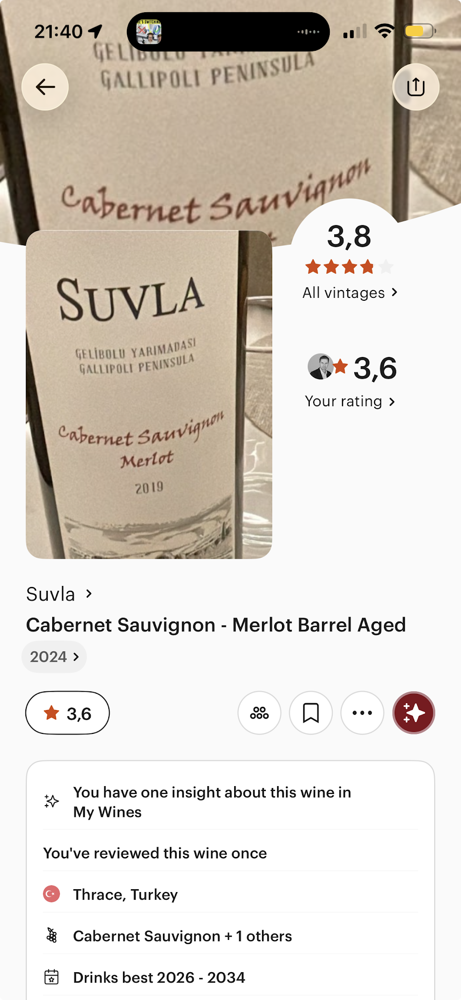 21:40
GELİBOLU YARIM
GALLIPOLI PENINSULA
Cabernet Sauvignon
3,8
All vintages
SUVLA
GELİBOLU YARIMADASI
GALLIPOLI PENINSULA
Cabernet Sauvignon
Merlot
2019
3,6
Your rating
Suvla
Cabernet Sauvignon - Merlot Barrel Aged
2024
3,6
You have one insight about this wine in
My Wines
You've reviewed this wine once
Thrace, Turkey
Cabernet Sauvignon + 1 others
Drinks best 2026 - 2034